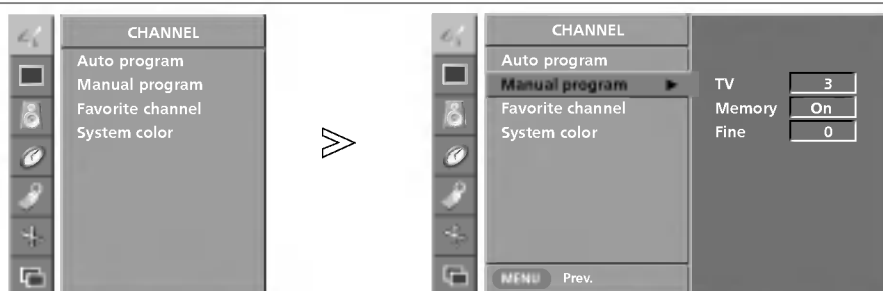 CHANNEL
Auto program
Manual program
Favorite channel
System color
CHANNEL
Auto program
Manual program
Favorite channel
System color
TV 3
Memory On
Fine 0
MENU Prev.